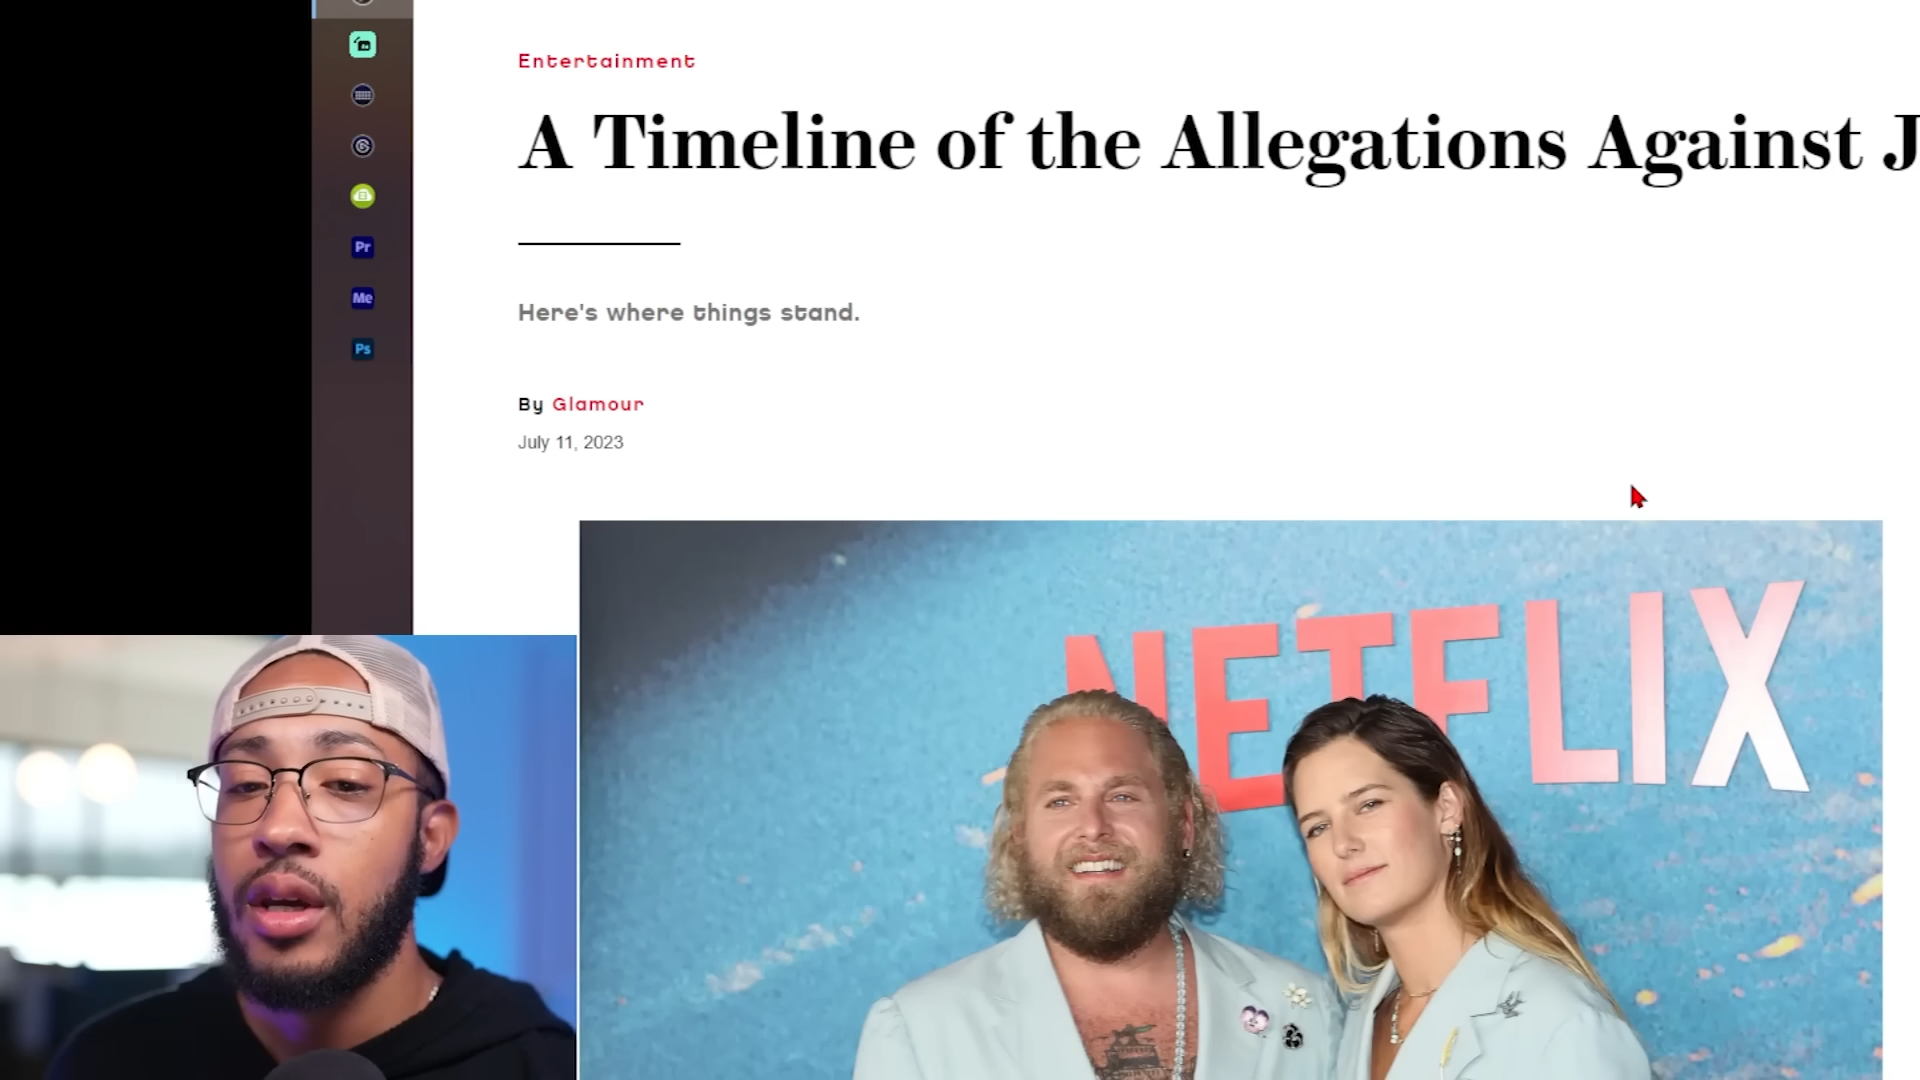 Entertainment
A Timeline of the Allegations Against J
Here's where things stand.
By Glamour
July 11, 2023
Pr
Me
Ps
NETFLIX